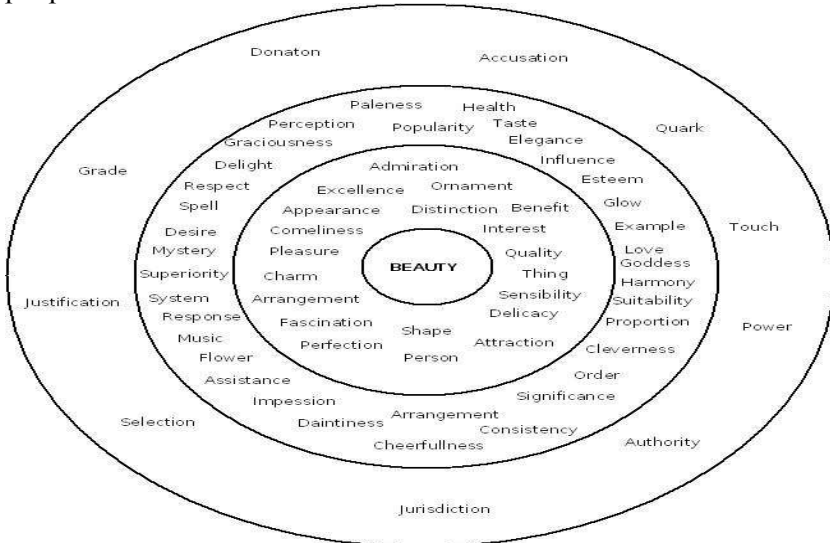 Donaton
Accusation
Paleness
Health
Perception
Popularity
Taste
Quark
Graciousness
Elegance
Grade
Delight
Admiration
Influence
Respect
Excellence
Ornament
Esteem
Spell
Appearance
Distinction
Benefit
Glow
Desire
Comeliness
Interest
Example
Touch
Mystery
Pleasure
Quality
Love
Goddess
BEAUTY
Superiority
Charm
Thing
Harmony
Justification
System
Arrangement
Sensibility
Suitability
Response
Fascination
Delicacy
Proportion
Power
Music
Shape
Flower
Perfection
Person
Attraction
Cleverness
Assistance
Order
Impession
Significance
Selection
Daintiness
Arrangement
Consistency
Cheerfullness
Authority
Jurisdiction